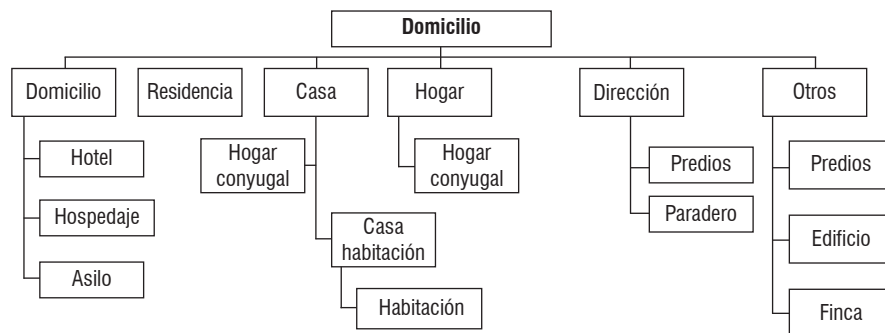 Domicilio
Domicilio
Residencia
Casa
Hogar
Dirección
Otros
Hotel
Hospedaje
Asilo
Hogar
conyugal
Casa
habitación
Habitación
Hogar
conyugal
Predios
Paradero
Predios
Edificio
Finca